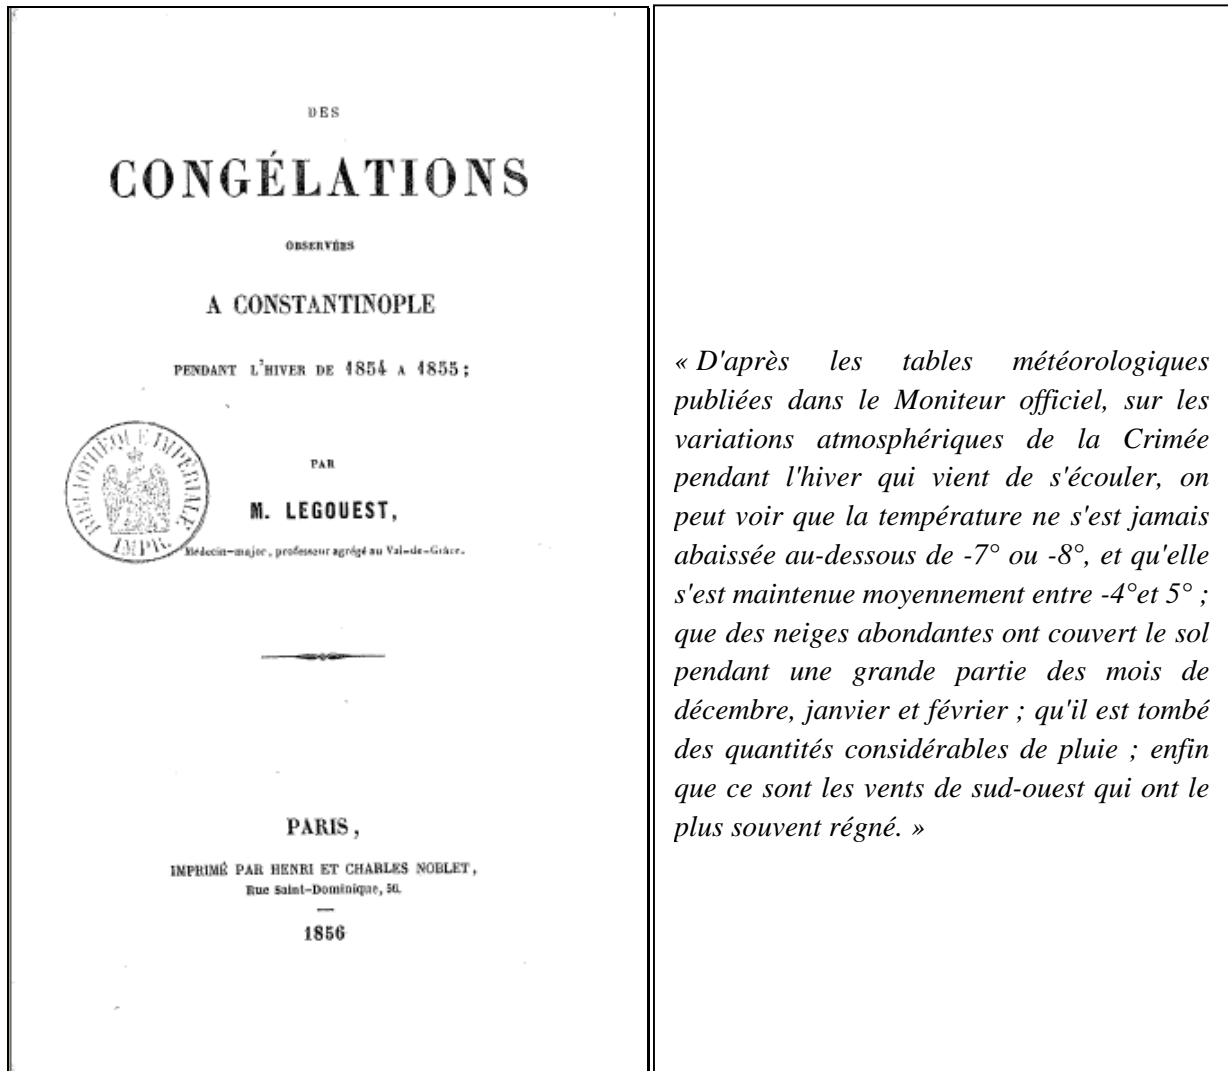 DES
CONGÉLATIONS
OBSERVÉES
A CONSTANTINOPLE
PENDANT L'HIVER DE 1854 A 1855;
BIBLIOTHÈQUE IMPÉRIALE
IMPR.
PAR
M. LEGOUEST,
Médecin-major, professeur agrégé au Val-de-Grâce.
PARIS,
IMPRIMÉ PAR HENRI ET CHARLES NOBLET,
Rue Saint-Dominique, 56.
1856
« D'après les tables météorologiques
publiées dans le Moniteur officiel, sur les
variations atmosphériques de la Crimée
pendant l'hiver qui vient de s'écouler, on
peut voir que la température ne s'est jamais
abaissée au-dessous de -7° ou -8°, et qu'elle
s'est maintenue moyennement entre -4°et 5° ;
que des neiges abondantes ont couvert le sol
pendant une grande partie des mois de
décembre, janvier et février ; qu'il est tombé
des quantités considérables de pluie ; enfin
que ce sont les vents de sud-ouest qui ont le
plus souvent régné. »